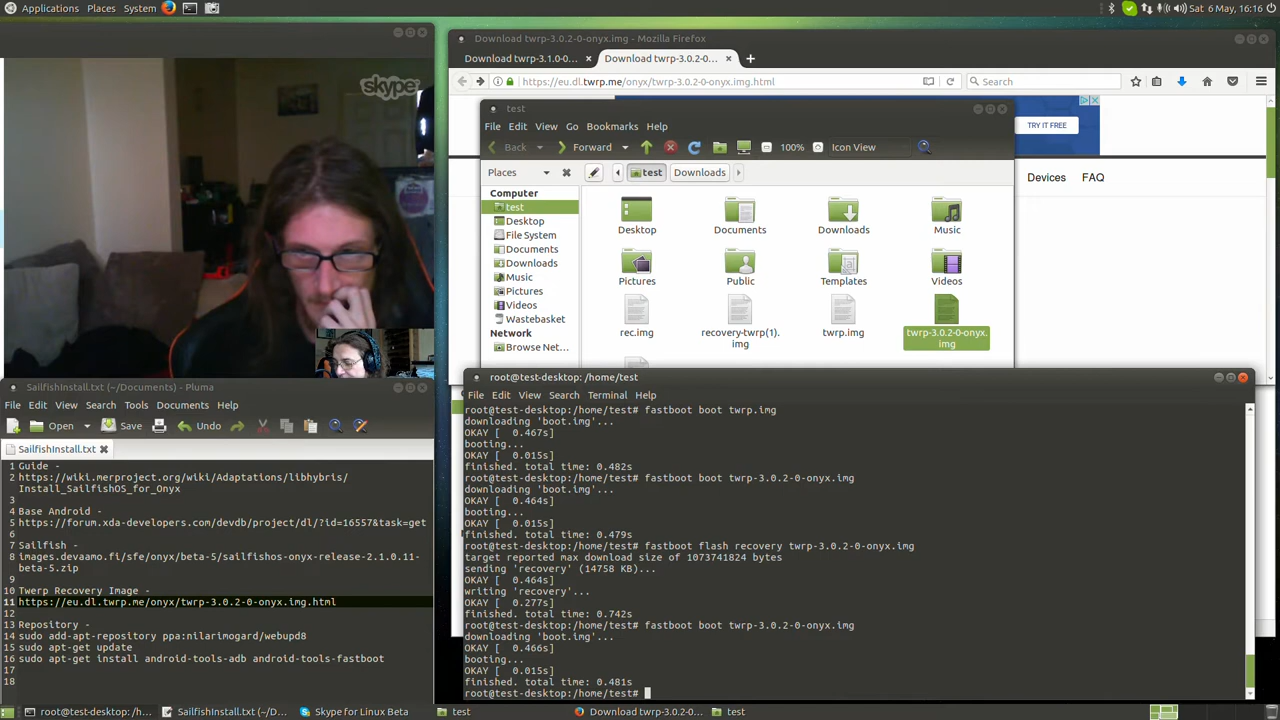 Applications Places System
Sat 6 May, 16:16
skype
Download twrp-3.0.2-0-onyx.img - Mozilla Firefox
Download twrp-3.1.0-0...
Download twrp-3.0.2-0...
https://eu.dl.twrp.me/onyx/twrp-3.0.2-0-onyx.img.html
Search
TRY IT FREE
Devices FAQ
test
File Edit View Go Bookmarks Help
Back Forward 100% Icon View
Places test Downloads
Computer
test
Desktop
File System
Documents
Downloads
Music
Pictures
Videos
Wastebasket
Network
Browse Net...
Desktop Documents Downloads Music
Pictures Public Templates Videos
rec.img
recovery-twrp(1).
img
twrp.img
twrp-3.0.2-0-onyx.
img
SailfishInstall.txt (~/Documents) - Pluma
File Edit View Search Tools Documents Help
Open Save Undo
SailfishInstall.txt
1 Guide -
2 https://wiki.merproject.org/wiki/Adaptations/libhybris/
Install_SailfishOS_for_Onyx
3
4 Base Android -
5 https://forum.xda-developers.com/devdb/project/dl/?id=16557&task=get
6
7 Sailfish -
8 images.devaamo.fi/sfe/onyx/beta-5/sailfishos-onyx-release-2.1.0.11-
beta-5.zip
9
10 Twerp Recovery Image -
11 https://eu.dl.twrp.me/onyx/twrp-3.0.2-0-onyx.img.html
12
13 Repository -
14 sudo add-apt-repository ppa:nilarimogard/webupd8
15 sudo apt-get update
16 sudo apt-get install android-tools-adb android-tools-fastboot
17
18
root@test-desktop: /home/test
File Edit View Search Terminal Help
root@test-desktop:/home/test# fastboot boot twrp.img
downloading 'boot.img'...
OKAY [ 0.467s]
booting...
OKAY [ 0.015s]
finished. total time: 0.482s
root@test-desktop:/home/test# fastboot boot twrp-3.0.2-0-onyx.img
downloading 'boot.img'...
OKAY [ 0.464s]
booting...
OKAY [ 0.015s]
finished. total time: 0.479s
root@test-desktop:/home/test# fastboot flash recovery twrp-3.0.2-0-onyx.img
target reported max download size of 1073741824 bytes
sending 'recovery' (14758 KB)...
OKAY [ 0.464s]
writing 'recovery'...
OKAY [ 0.277s]
finished. total time: 0.742s
root@test-desktop:/home/test# fastboot boot twrp-3.0.2-0-onyx.img
downloading 'boot.img'...
OKAY [ 0.466s]
booting...
OKAY [ 0.015s]
finished. total time: 0.481s
root@test-desktop:/home/test#
root@test-desktop: /h...
SailfishInstall.txt (~/D...
Skype for Linux Beta
test
Download twrp-3.0.2-0...
test